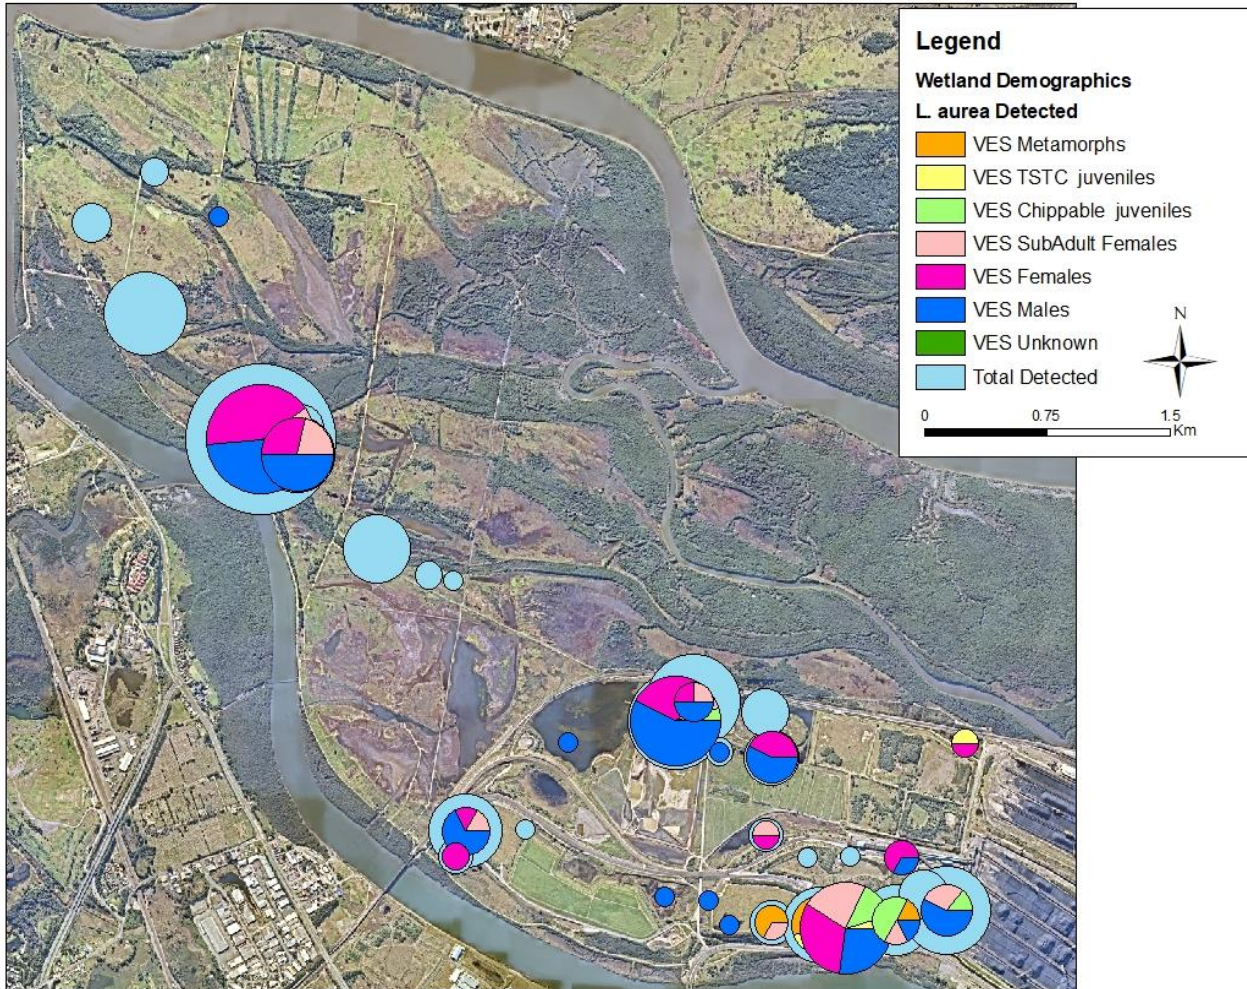 Legend
Wetland Demographics
L. aurea Detected
VES Metamorphs
VES TSTC juveniles
VES Chippable juveniles
VES SubAdult Females
VES Females
VES Males
VES Unknown
Total Detected
N
0 0.75 1.5
Km